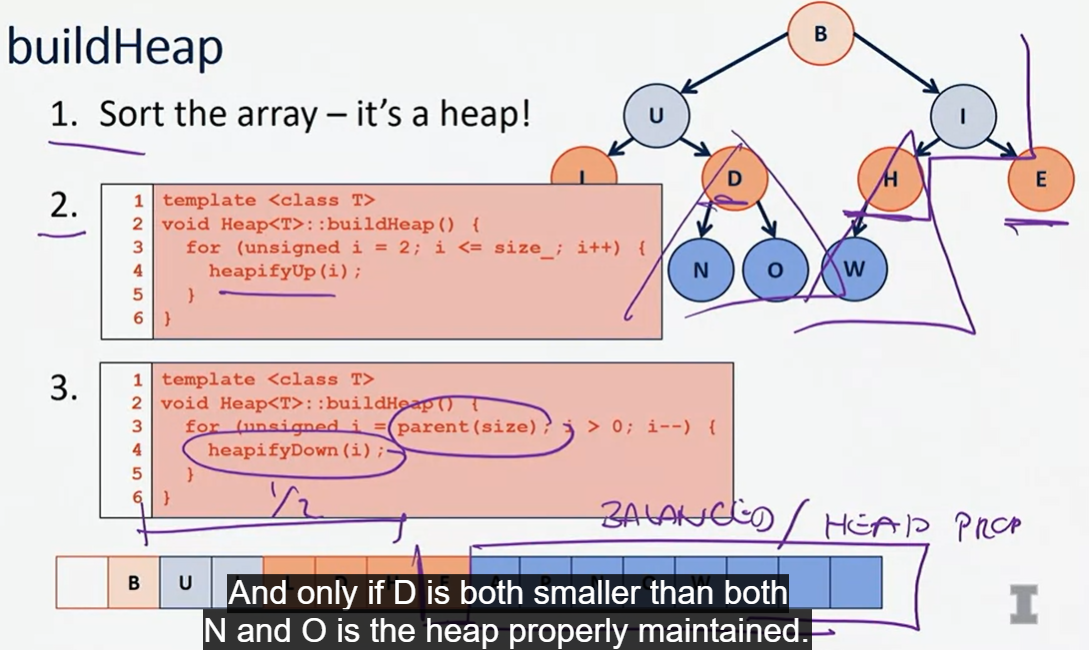 buildHeap
1. Sort the array – it's a heap!
2.
1 template <class T>
2 void Heap<T>::buildHeap() {
3 for (unsigned i = 2; i <= size_; i++) {
4 heapifyUp(i);
5 }
6 }
3.
1 template <class T>
2 void Heap<T>::buildHeap() {
3 for (unsigned i = parent(size); i > 0; i--) {
4 heapifyDown(i);
5 }
6 }
B
U I
D H E
N O W
1/2
BALANCED / HEAP PROP
B U
And only if D is both smaller than both
N and O is the heap properly maintained.
I